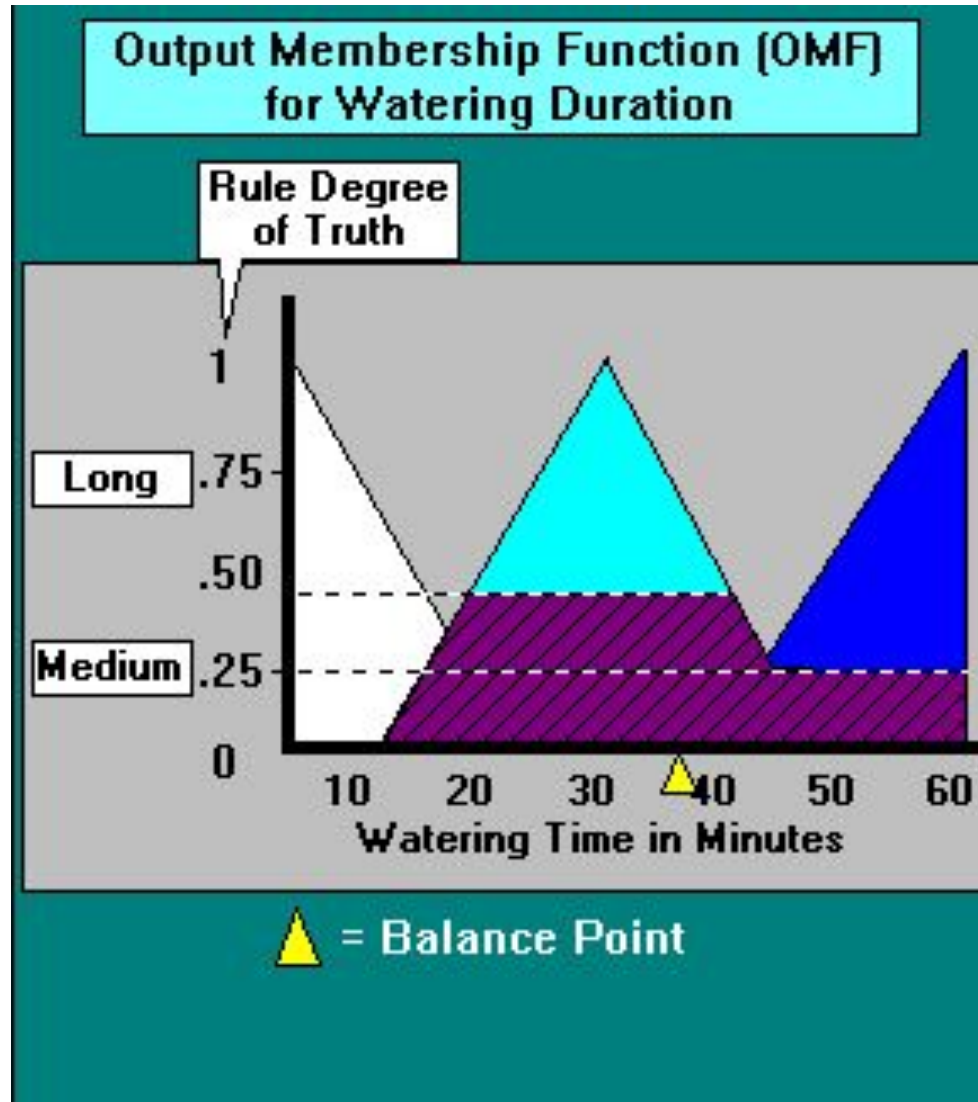 Output Membership Function (OMF)
for Watering Duration
Rule Degree
of Truth
1
Long
.75
.50
Medium
.25
0
10 20 30 40 50 60
Watering Time in Minutes
= Balance Point